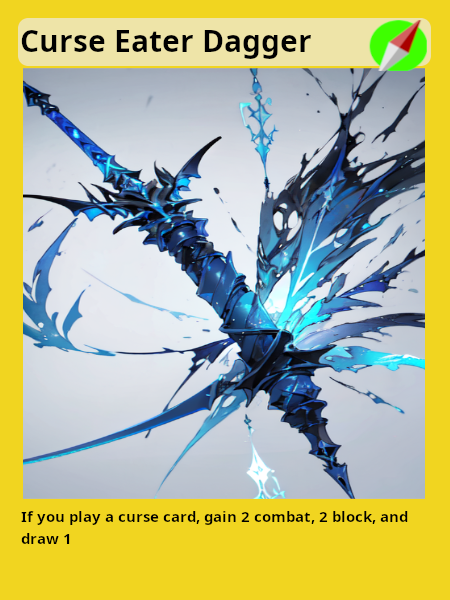 Curse Eater Dagger
If you play a curse card, gain 2 combat, 2 block, and
draw 1